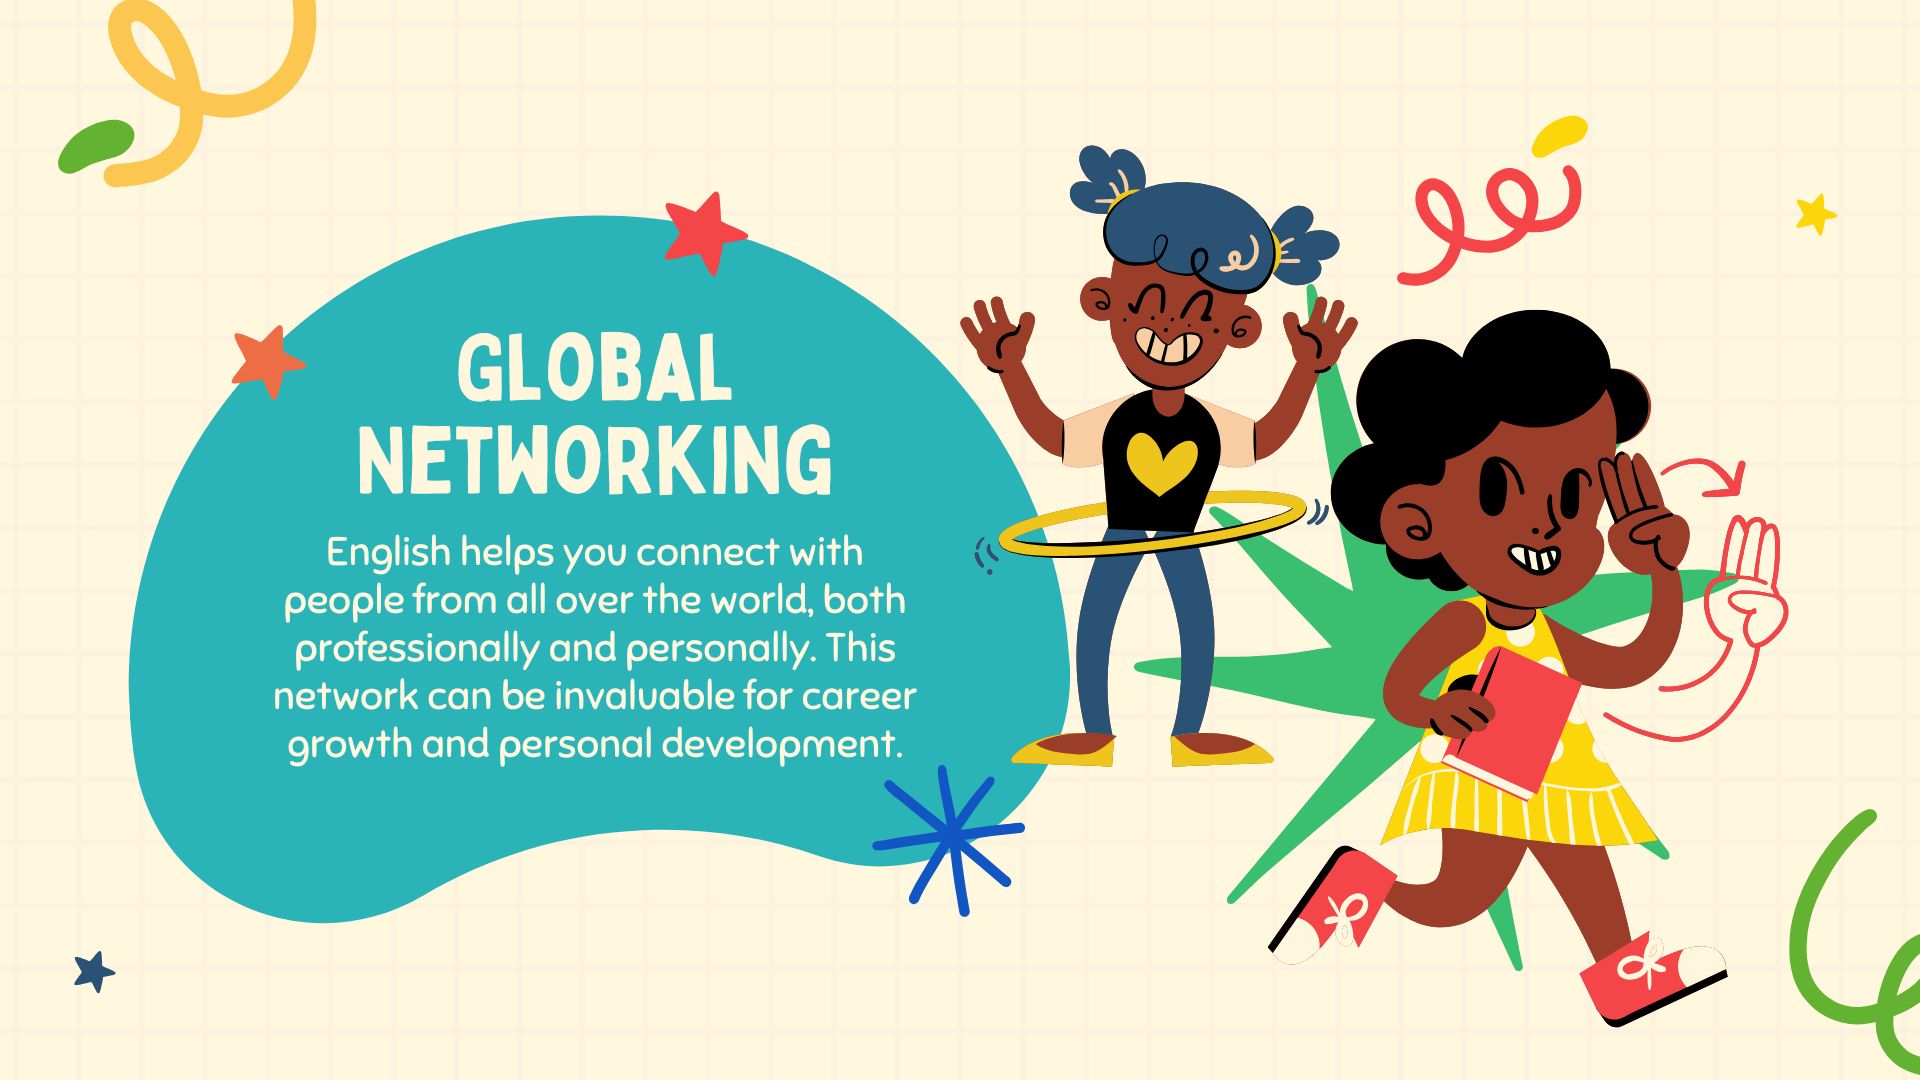 GLOBAL
NETWORKING
English helps you connect with
people from all over the world, both
professionally and personally. This
network can be invaluable for career
growth and personal development.